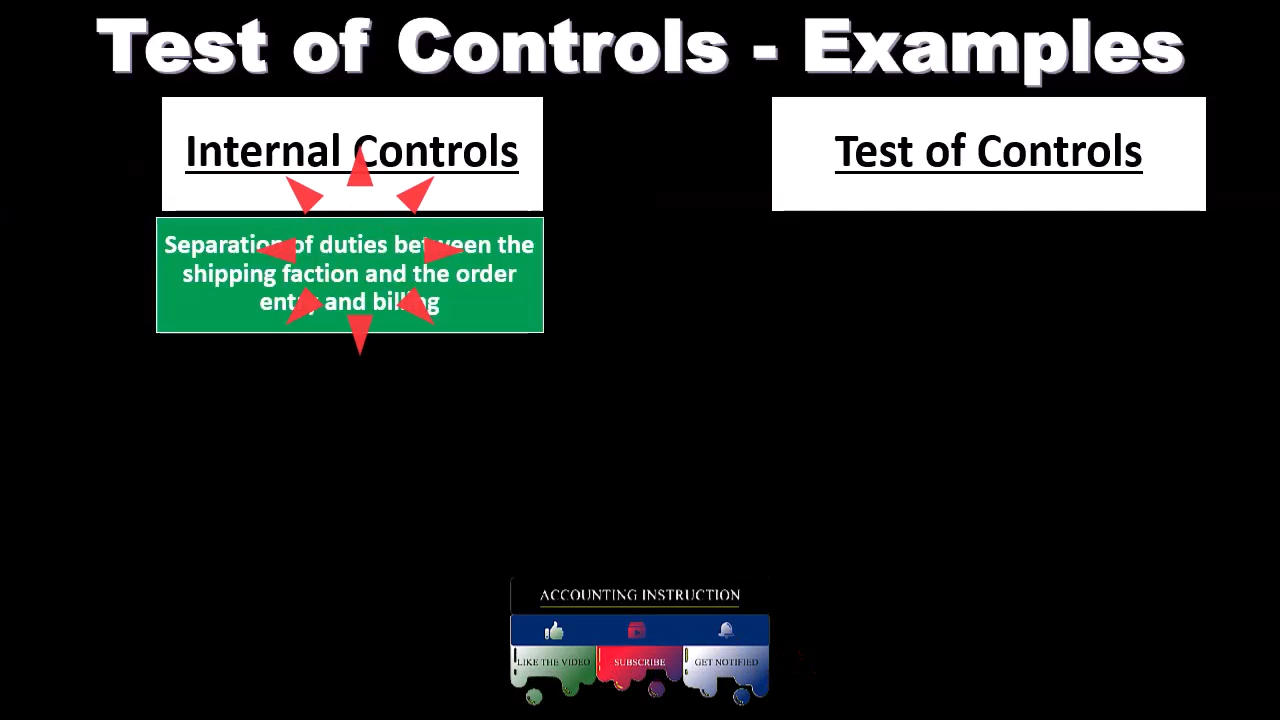 Test of Controls - Examples
Internal Controls
Test of Controls
Separation of duties between the
shipping faction and the order
entry and billing
ACCOUNTING INSTRUCTION
LIKE THE VIDEO
SUBSCRIBE
GET NOTIFIED